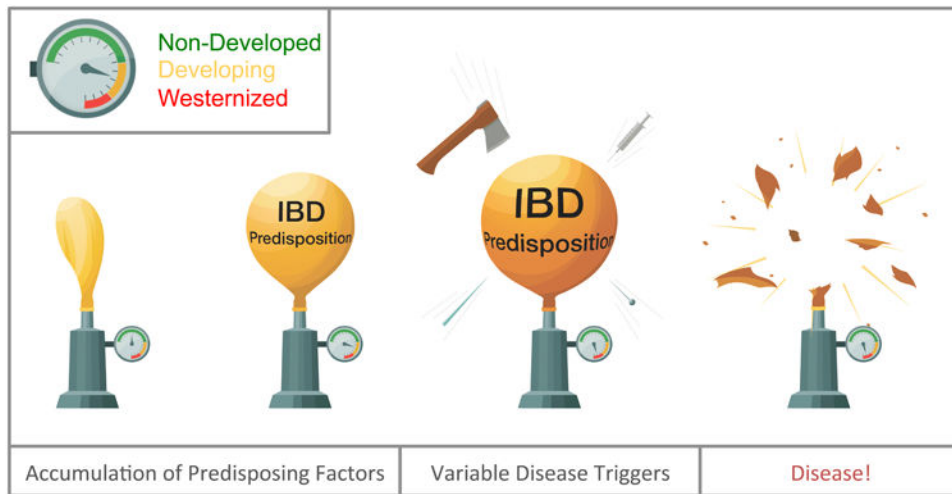 Non-Developed
Developing
Westernized
IBD
Predisposition
IBD
Predisposition
Accumulation of Predisposing Factors
Variable Disease Triggers
Disease!